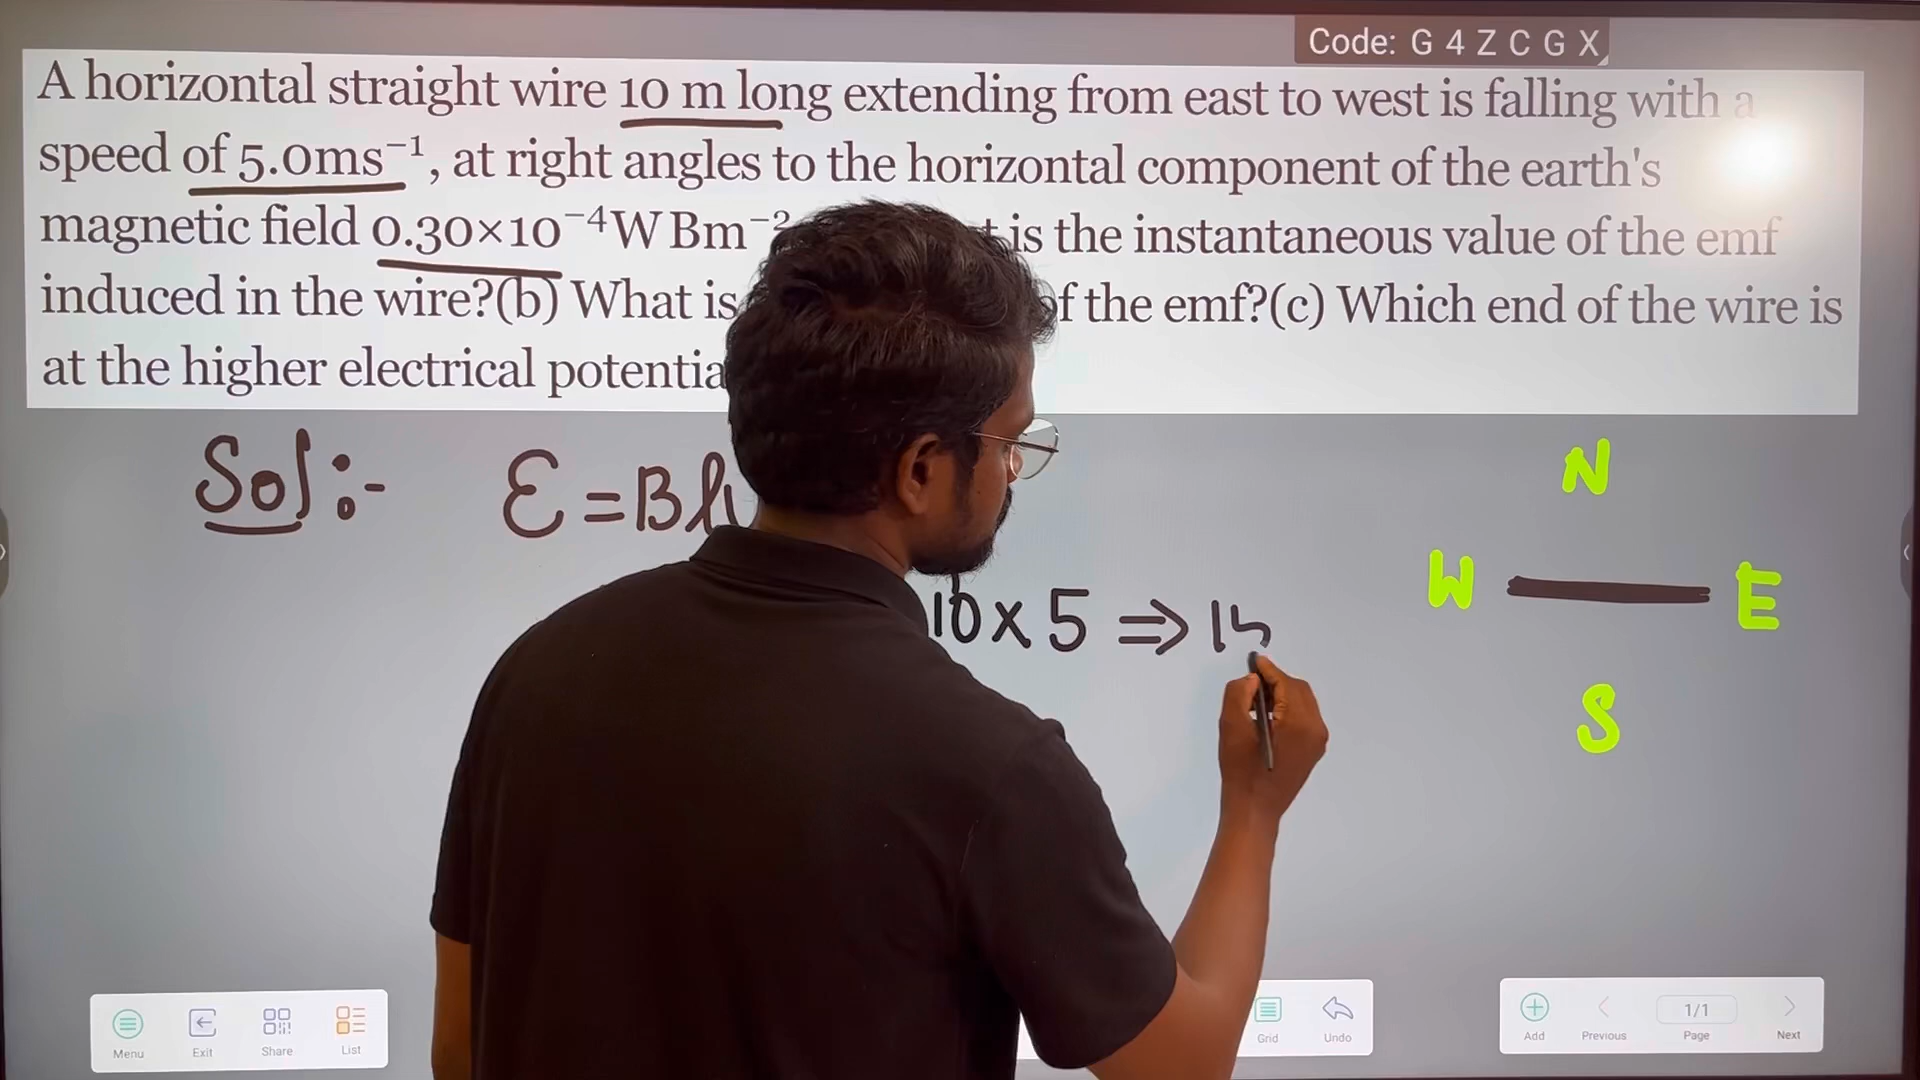 Code: G 4 Z C G X
A horizontal straight wire 10 m long extending from east to west is falling with a
speed of 5.0ms⁻¹, at right angles to the horizontal component of the earth's
magnetic field 0.30×10⁻⁴WBm⁻² is the instantaneous value of the emf
induced in the wire?(b) What is of the emf?(c) Which end of the wire is
at the higher electrical
Sol:- Ɛ=Bl
N
W E
10 x 5 ⇒ 15
S
Menu Exit Share List Grid Undo Add Previous 1/1 Page Next